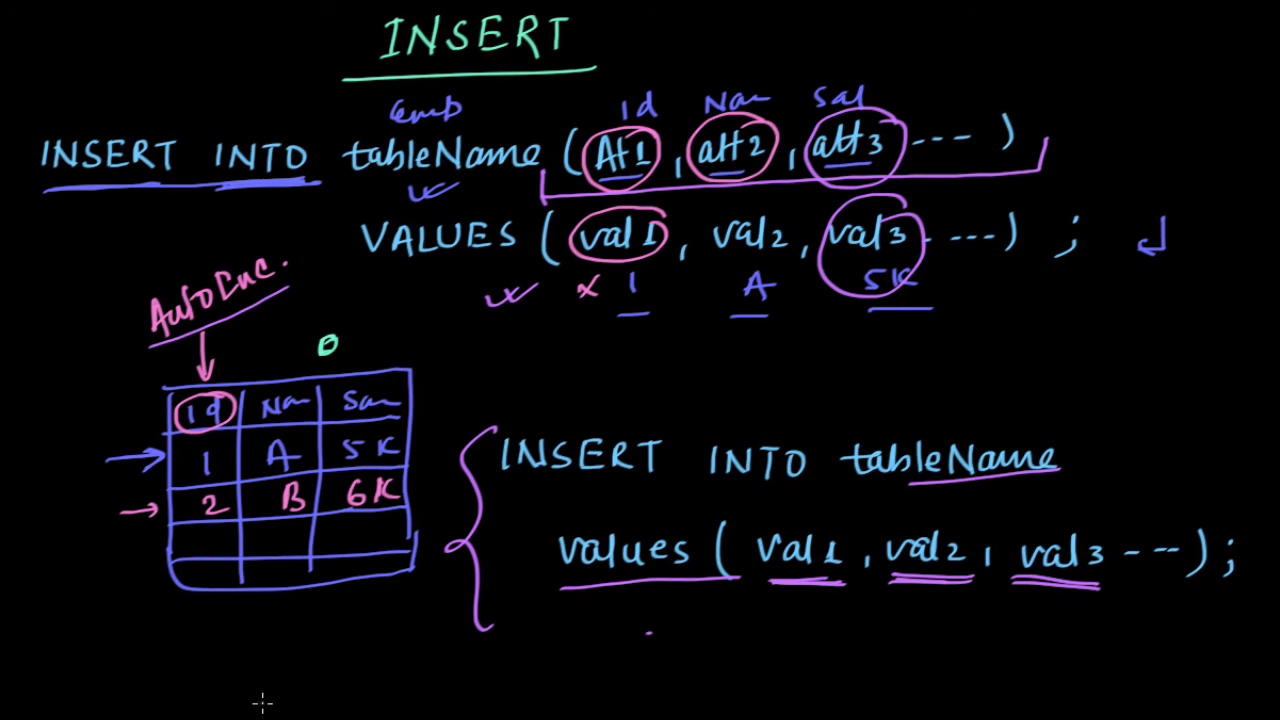 INSERT
Emp Id Nam Sal
INSERT INTO tableName (Att1, att2, att3 ---)
VALUES (val1, val2, val3 - ---) ;
x 1 A 5K
AutoInc.
Id Nam Sam
1 A 5K
2 B 6K
INSERT INTO tableName
values (val1, val2, val3 ---);